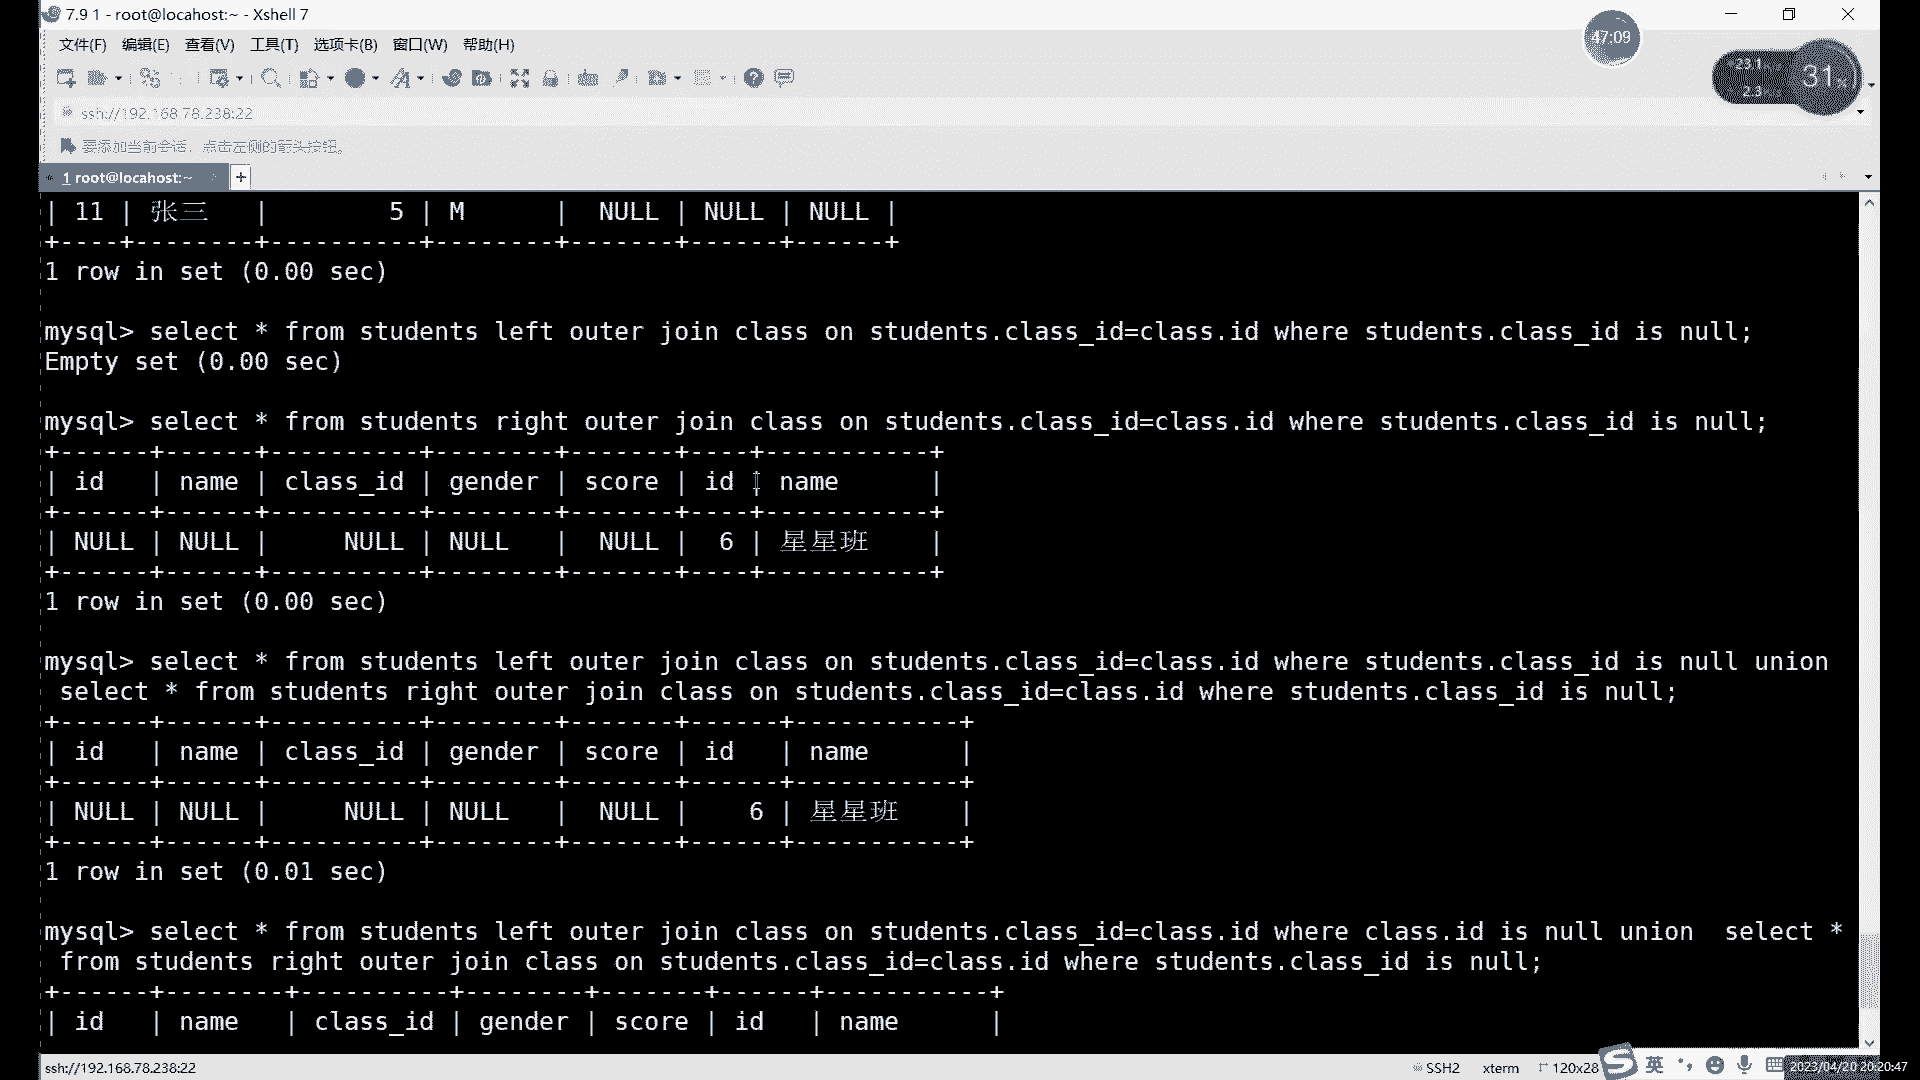 7.9 1 - root@locahost:~ - Xshell 7
47:09
文件(F) 编辑(E) 查看(V) 工具(T) 选项卡(B) 窗口(W) 帮助(H)
23.1
2.3
31%
ssh://192.168.78.238:22
要添加当前会话，点击左侧的箭头按钮。
1 root@locahost:~ +
| 11 | 张三   |          5 | M      |  NULL | NULL | NULL |
+----+--------+------------+--------+-------+------+------+
1 row in set (0.00 sec)
mysql> select * from students left outer join class on students.class_id=class.id where students.class_id is null;
Empty set (0.00 sec)
mysql> select * from students right outer join class on students.class_id=class.id where students.class_id is null;
+------+------+------------+--------+-------+----+-----------+
| id   | name | class_id | gender | score | id | name      |
+------+------+----------+--------+-------+----+-----------+
| NULL | NULL |     NULL | NULL   |  NULL |  6 | 星星班    |
+------+------+----------+--------+-------+----+-----------+
1 row in set (0.00 sec)
mysql> select * from students left outer join class on students.class_id=class.id where students.class_id is null union
 select * from students right outer join class on students.class_id=class.id where students.class_id is null;
+------+------+----------+--------+-------+------+-----------+
| id   | name | class_id | gender | score | id   | name      |
+------+------+----------+--------+-------+------+-----------+
| NULL | NULL |     NULL | NULL   |  NULL |    6 | 星星班    |
+------+------+----------+--------+-------+------+-----------+
1 row in set (0.01 sec)
mysql> select * from students left outer join class on students.class_id=class.id where class.id is null union  select *
 from students right outer join class on students.class_id=class.id where students.class_id is null;
+------+--------+----------+--------+-------+------+-----------+
| id   | name   | class_id | gender | score | id   | name      |
ssh://192.168.78.238:22
SSH2 xterm 120x28
英
2023/04/20 20:20:47